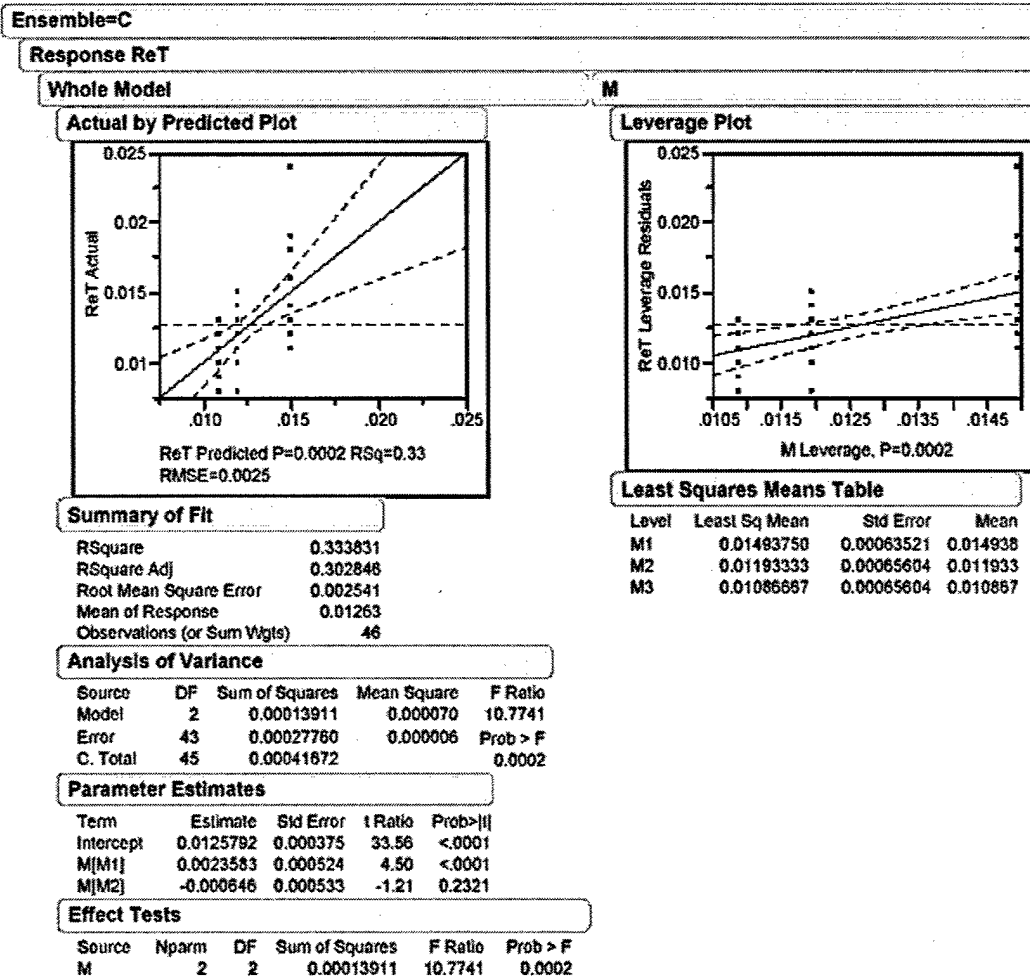 Ensemble=C
Response ReT
Whole Model
Actual by Predicted Plot
0.025
0.02
0.015
0.01
ReT Actual
.010 .015 .020 .025
ReT Predicted P=0.0002 RSq=0.33
RMSE=0.0025
Summary of Fit
RSquare 0.333831
RSquare Adj 0.302846
Root Mean Square Error 0.002541
Mean of Response 0.01263
Observations (or Sum Wgts) 46
Analysis of Variance
Source DF Sum of Squares Mean Square F Ratio
Model 2 0.00013911 0.000070 10.7741
Error 43 0.00027760 0.000006 Prob > F
C. Total 45 0.00041672 0.0002
Parameter Estimates
Term Estimate Std Error t Ratio Prob>|t|
Intercept 0.0125792 0.000375 33.56 <.0001
M[M1] 0.0023583 0.000524 4.50 <.0001
M[M2] -0.000646 0.000533 -1.21 0.2321
Effect Tests
Source Nparm DF Sum of Squares F Ratio Prob > F
M 2 2 0.00013911 10.7741 0.0002
M
Leverage Plot
0.025
0.020
0.015
0.010
ReT Leverage Residuals
.0105 .0115 .0125 .0135 .0145
M Leverage, P=0.0002
Least Squares Means Table
Level Least Sq Mean Std Error Mean
M1 0.01493750 0.00063521 0.014938
M2 0.01193333 0.00065604 0.011933
M3 0.01086667 0.00065604 0.010867